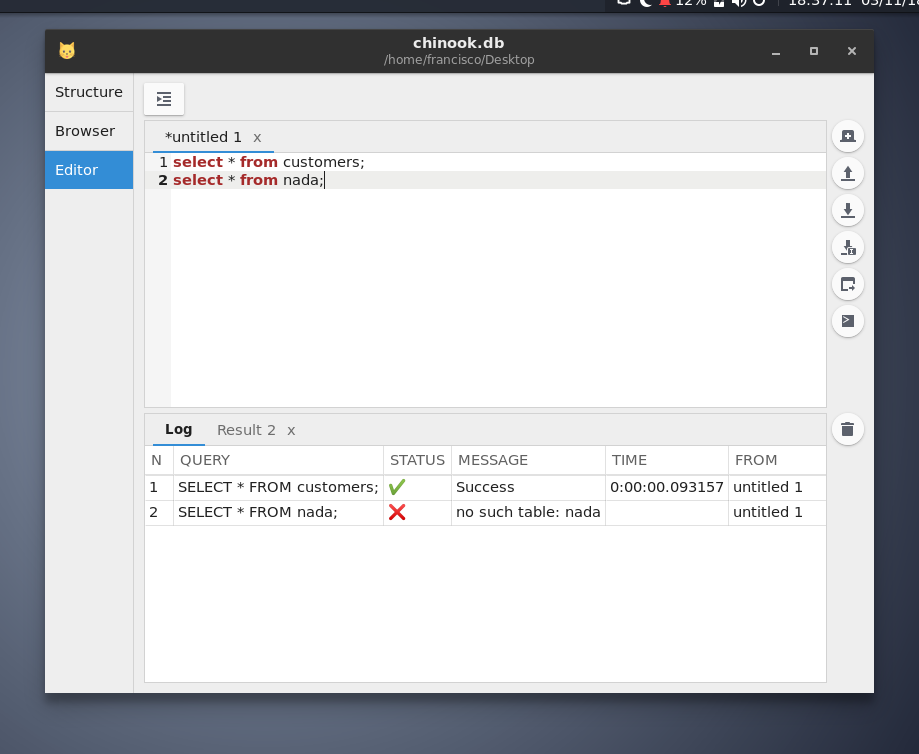 12% 18:37:11 03/11/18
chinook.db
/home/francisco/Desktop
Structure
Browser
Editor
*untitled 1 x
1 select * from customers;
2 select * from nada;
Log Result 2 x
N QUERY STATUS MESSAGE TIME FROM
1 SELECT * FROM customers; Success 0:00:00.093157 untitled 1
2 SELECT * FROM nada; no such table: nada untitled 1